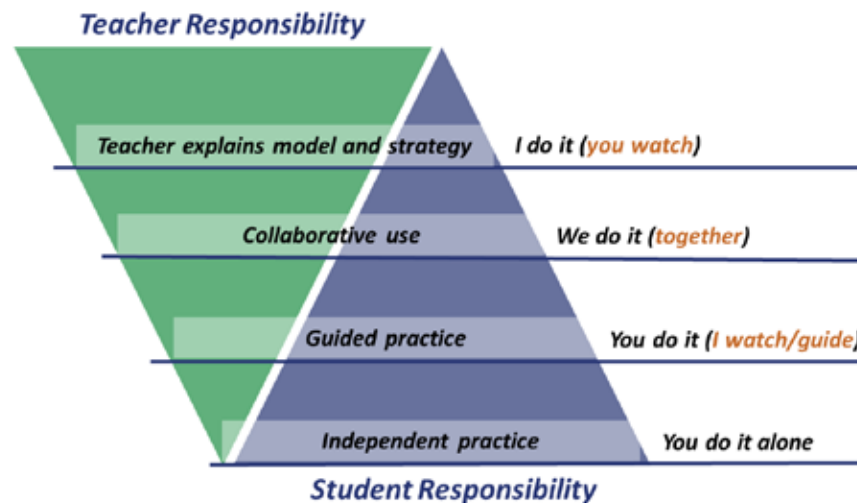 Teacher Responsibility
Teacher explains model and strategy I do it (you watch)
Collaborative use We do it (together)
Guided practice You do it (I watch/guide)
Independent practice You do it alone
Student Responsibility